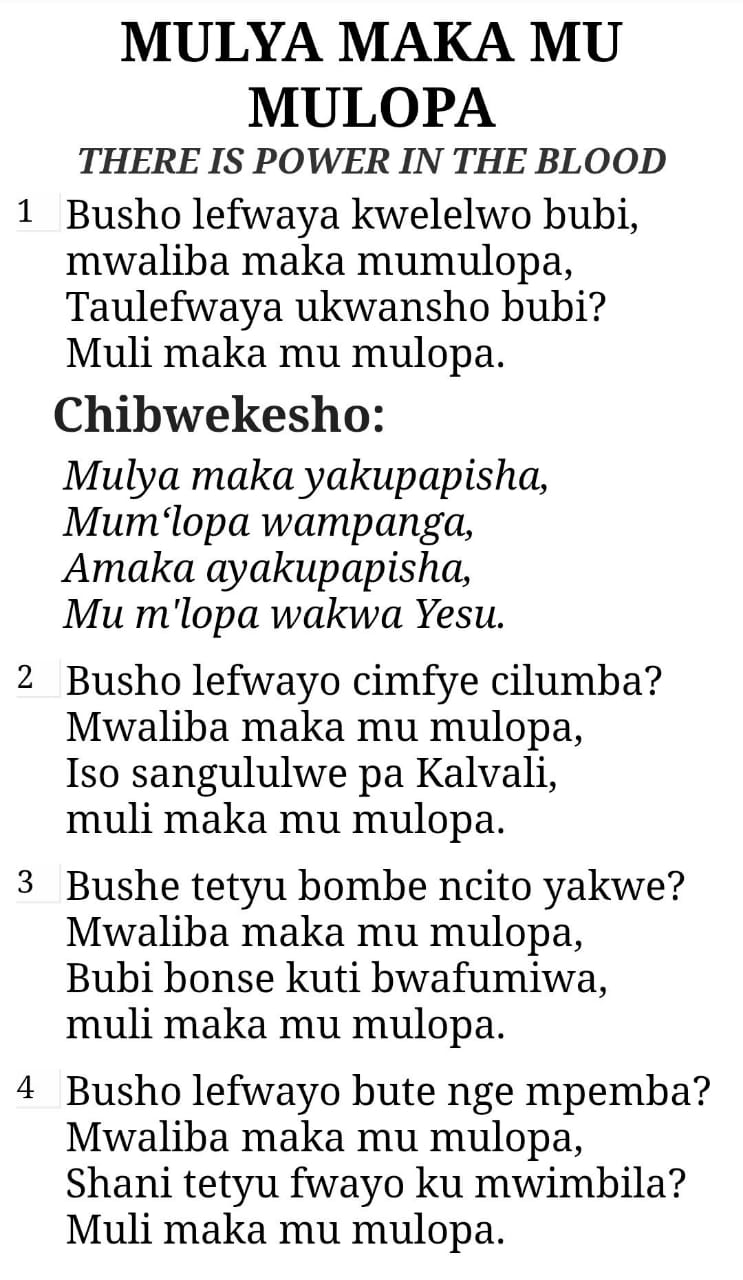 MULYA MAKA MU
MULOPA
THERE IS POWER IN THE BLOOD
1 Busho lefwaya kwelelwo bubi,
mwaliba maka mumulopa,
Taulefwaya ukwansho bubi?
Muli maka mu mulopa.
Chibwekesho:
Mulya maka yakupapisha,
Mum‘lopa wampanga,
Amaka ayakupapisha,
Mu m'lopa wakwa Yesu.
2 Busho lefwayo cimfye cilumba?
Mwaliba maka mu mulopa,
Iso sangululwe pa Kalvali,
muli maka mu mulopa.
3 Bushe tetyu bombe ncito yakwe?
Mwaliba maka mu mulopa,
Bubi bonse kuti bwafumiwa,
muli maka mu mulopa.
4 Busho lefwayo bute nge mpemba?
Mwaliba maka mu mulopa,
Shani tetyu fwayo ku mwimbila?
Muli maka mu mulopa.